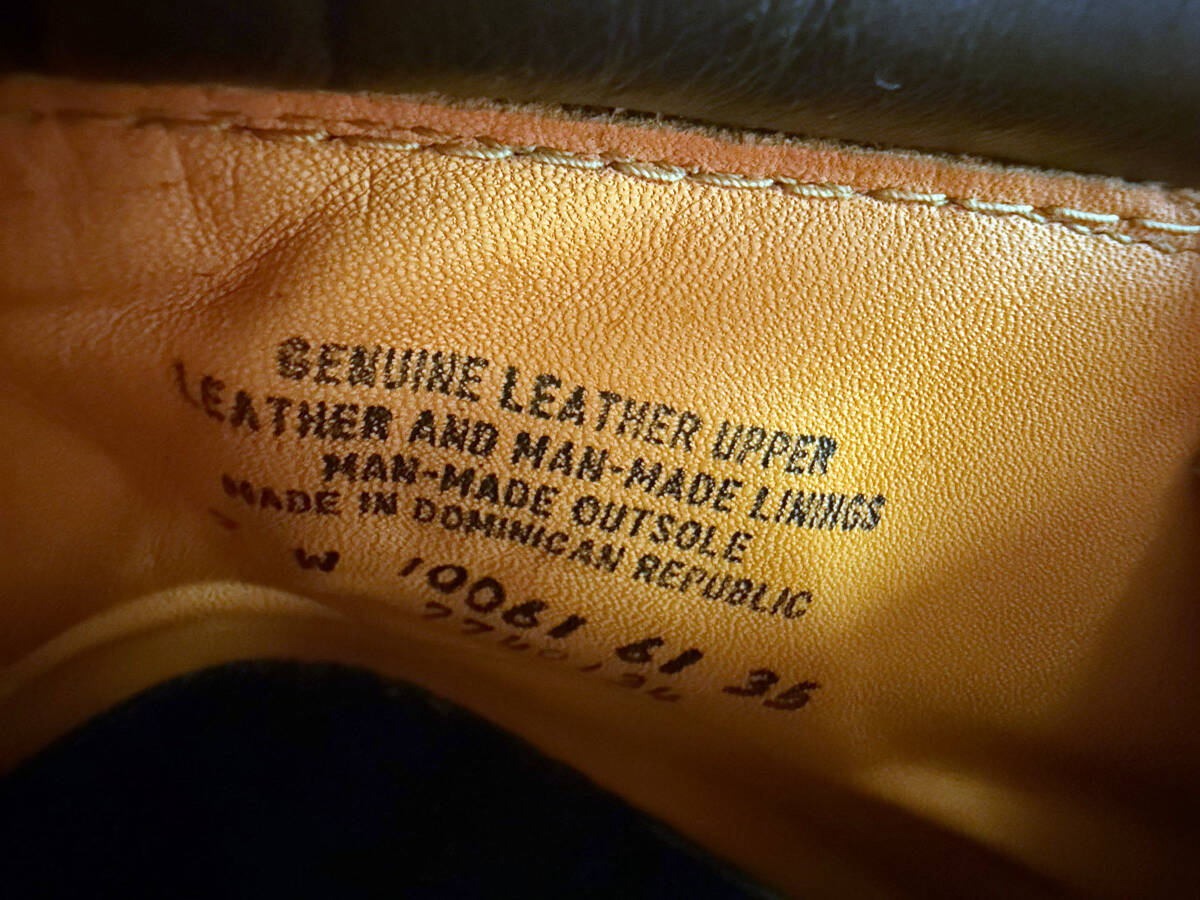 GENUINE LEATHER UPPER
LEATHER AND MAN-MADE LININGS
MAN-MADE OUTSOLE
MADE IN DOMINICAN REPUBLIC
W 10061 61 35